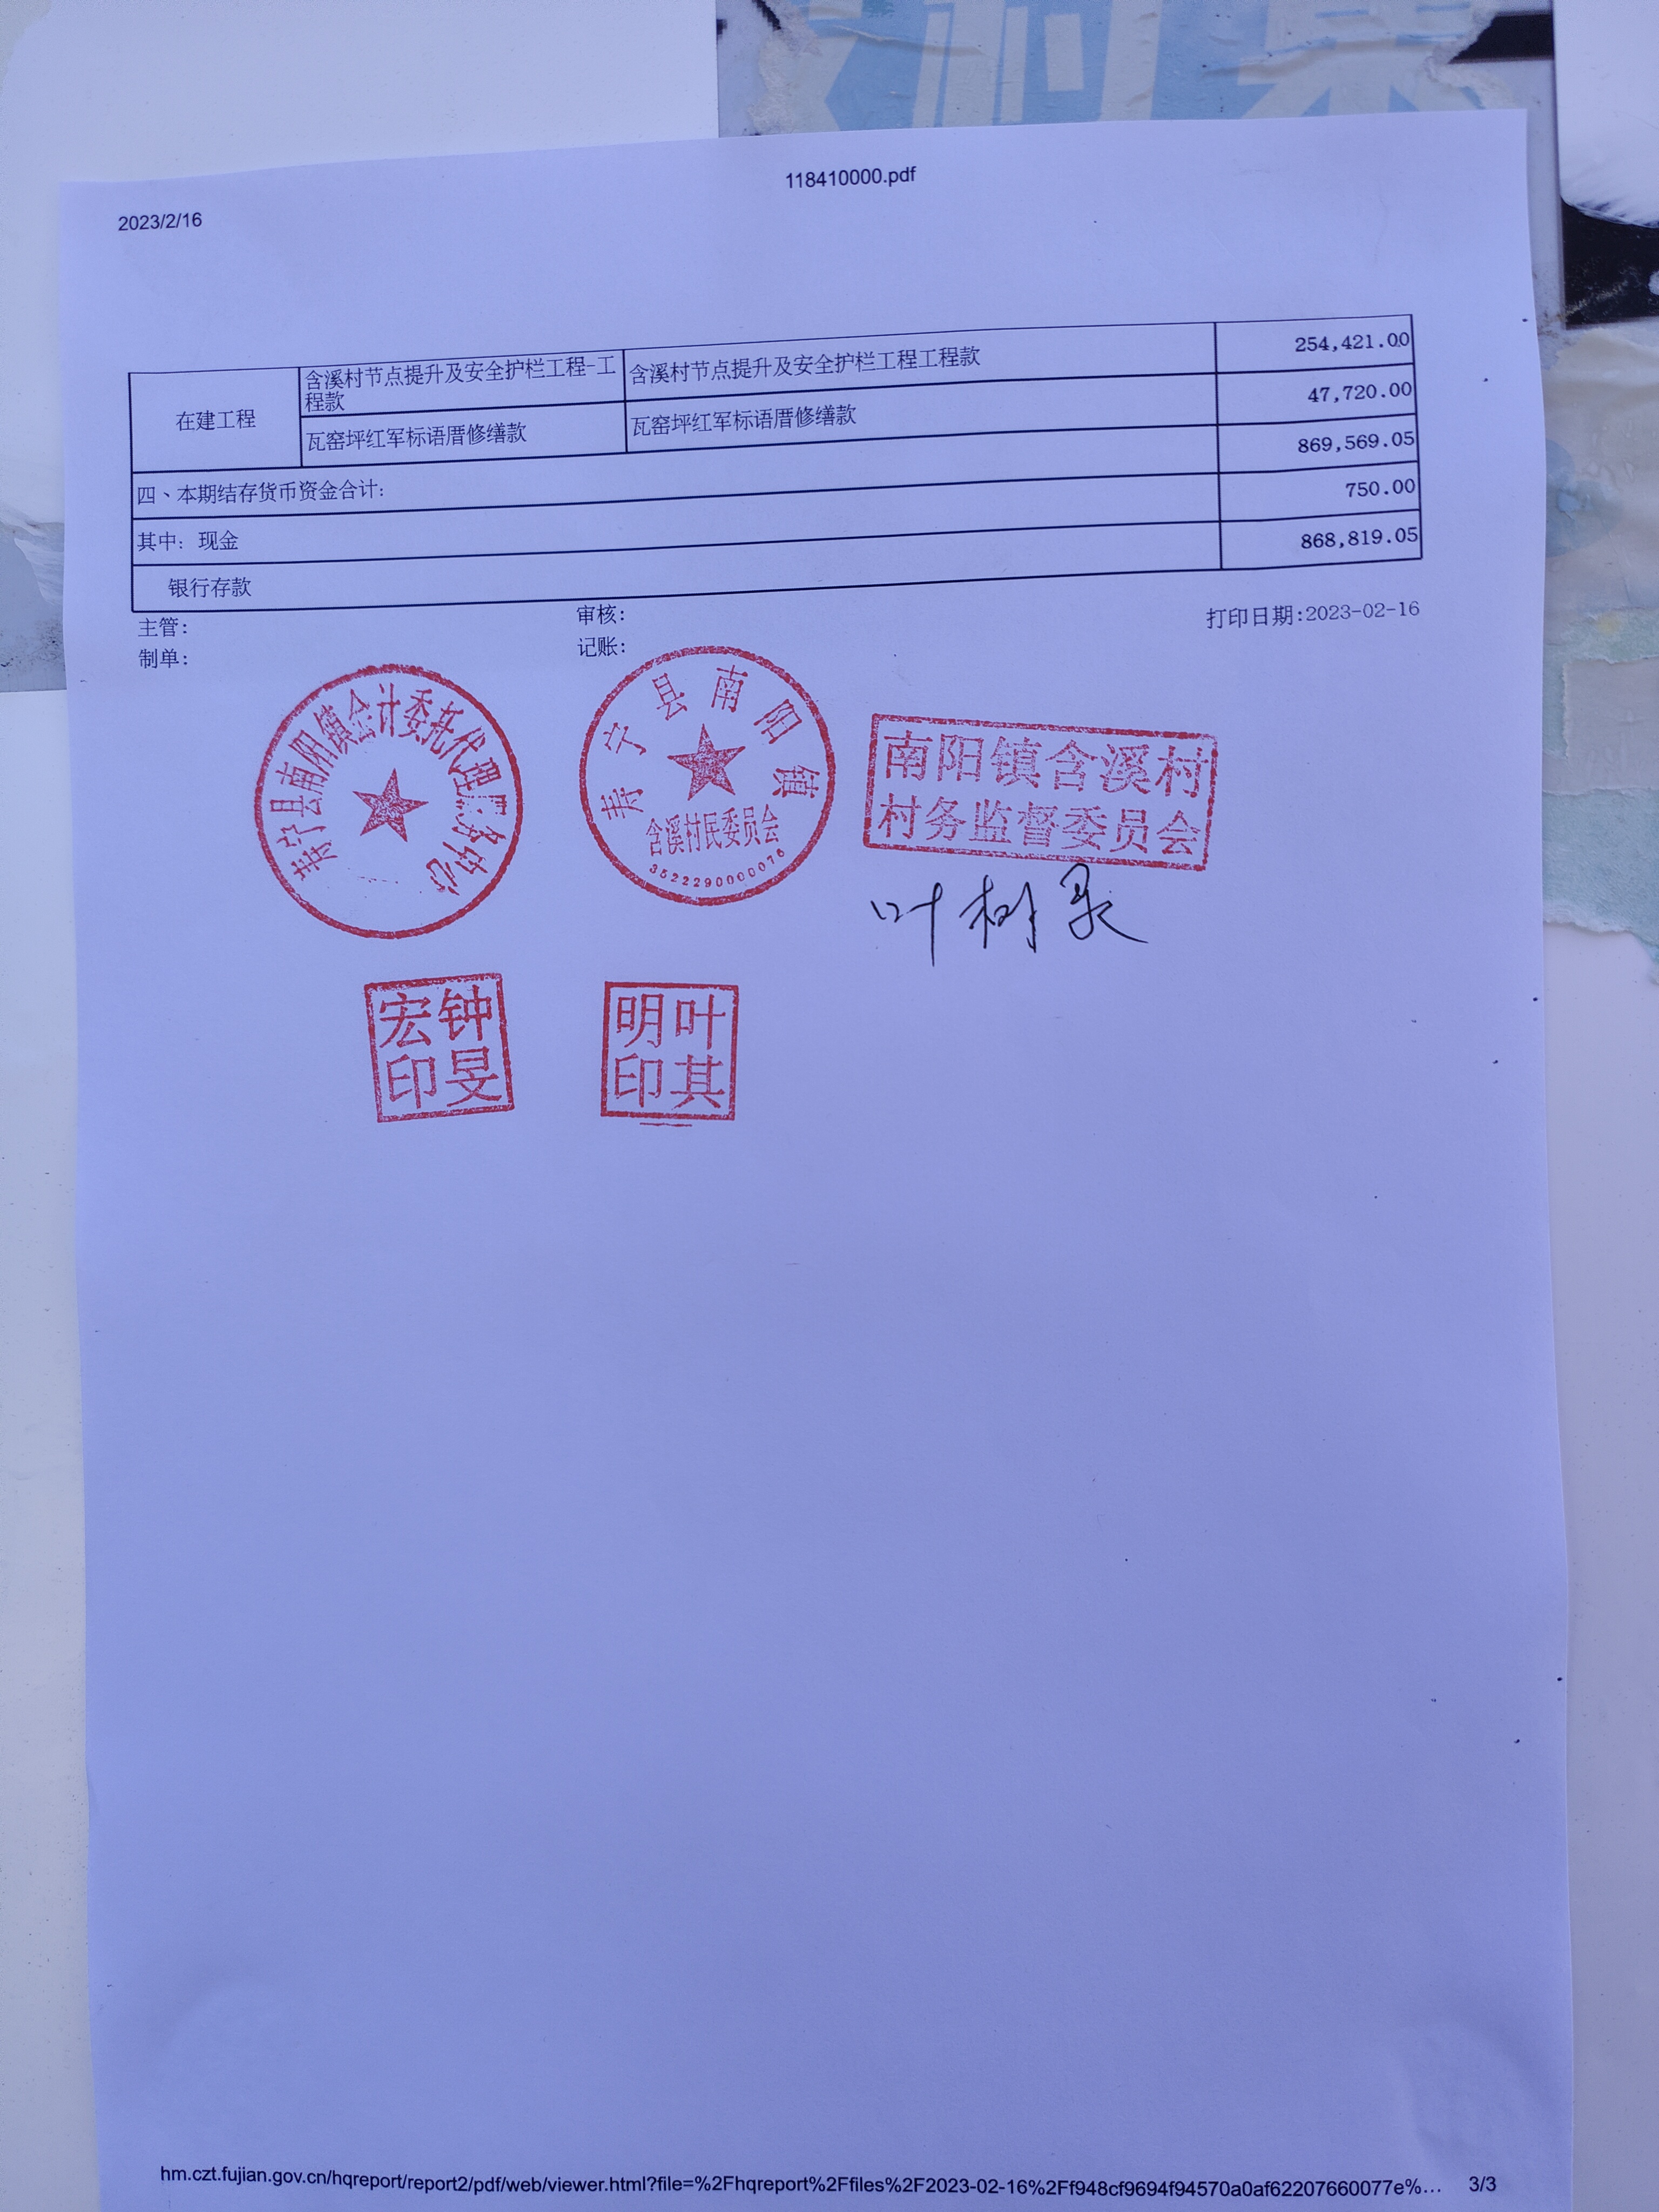 118410000.pdf
2023/2/16
在建工程
含溪村节点提升及安全护栏工程-工
程款
含溪村节点提升及安全护栏工程工程款
254,421.00
瓦窑坪红军标语厝修缮款
瓦窑坪红军标语厝修缮款
47,720.00
四、本期结存货币资金合计:
869,569.05
其中: 现金
750.00
银行存款
868,819.05
主管:
审核:
打印日期:2023-02-16
制单:
记账:
寿宁县南阳镇会计委托代理服务中心
寿宁县南阳镇
含溪村民委员会
3522290000076
南阳镇含溪村
村务监督委员会
叶树
宏钟
印旻
明叶
印其
hm.czt.fujian.gov.cn/hqreport/report2/pdf/web/viewer.html?file=%2Fhqreport%2Ffiles%2F2023-02-16%2Ff948cf9694f94570a0af62207660077e%...
3/3